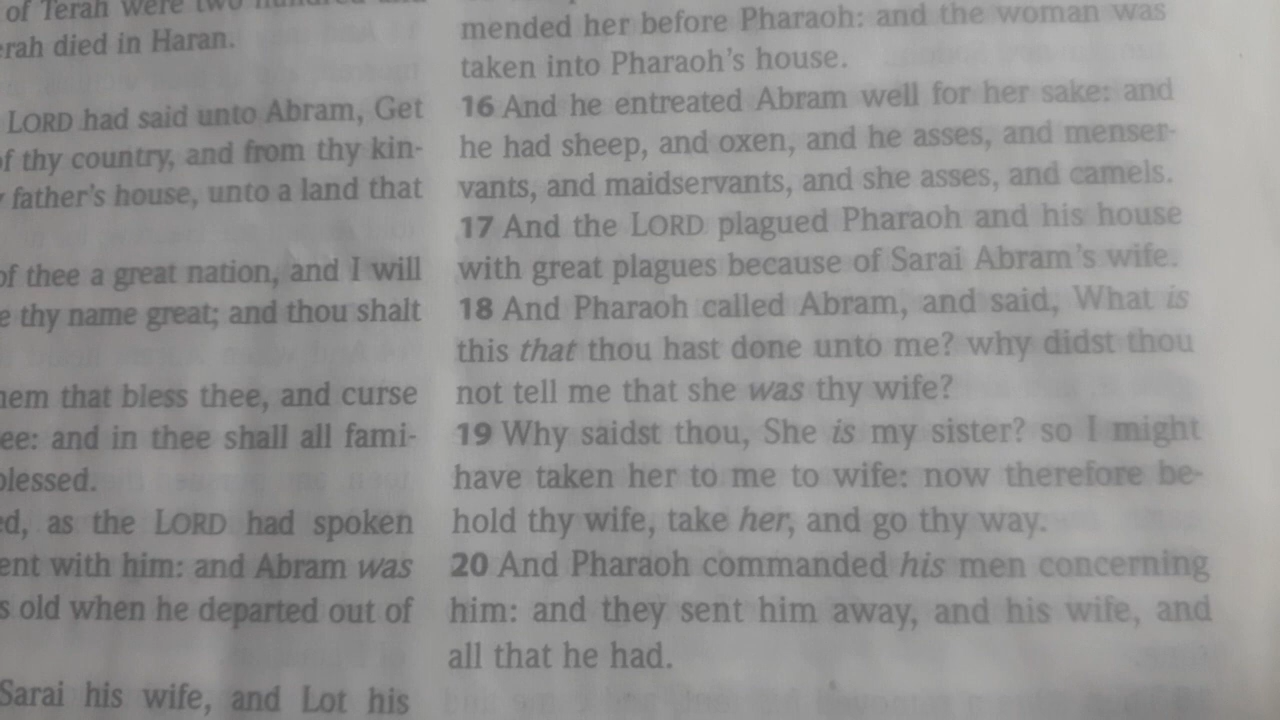 of Terah were two hundred and
died in Haran.
LORD had said unto Abram, Get
of thy country, and from thy kin-
father's house, unto a land that
of thee a great nation, and I will
thy name great; and thou shalt
that bless thee, and curse
and in thee shall all fami-
blessed.
as the LORD had spoken
with him: and Abram was
old when he departed out of
Sarai his wife, and Lot his
mended her before Pharaoh: and the woman was
taken into Pharaoh's house.
16 And he entreated Abram well for her sake: and
he had sheep, and oxen, and he asses, and menser-
vants, and maidservants, and she asses, and camels.
17 And the LORD plagued Pharaoh and his house
with great plagues because of Sarai Abram's wife.
18 And Pharaoh called Abram, and said, What is
this that thou hast done unto me? why didst thou
not tell me that she was thy wife?
19 Why saidst thou, She is my sister? so I might
have taken her to me to wife: now therefore be-
hold thy wife, take her, and go thy way.
20 And Pharaoh commanded his men concerning
him: and they sent him away, and his wife, and
all that he had.